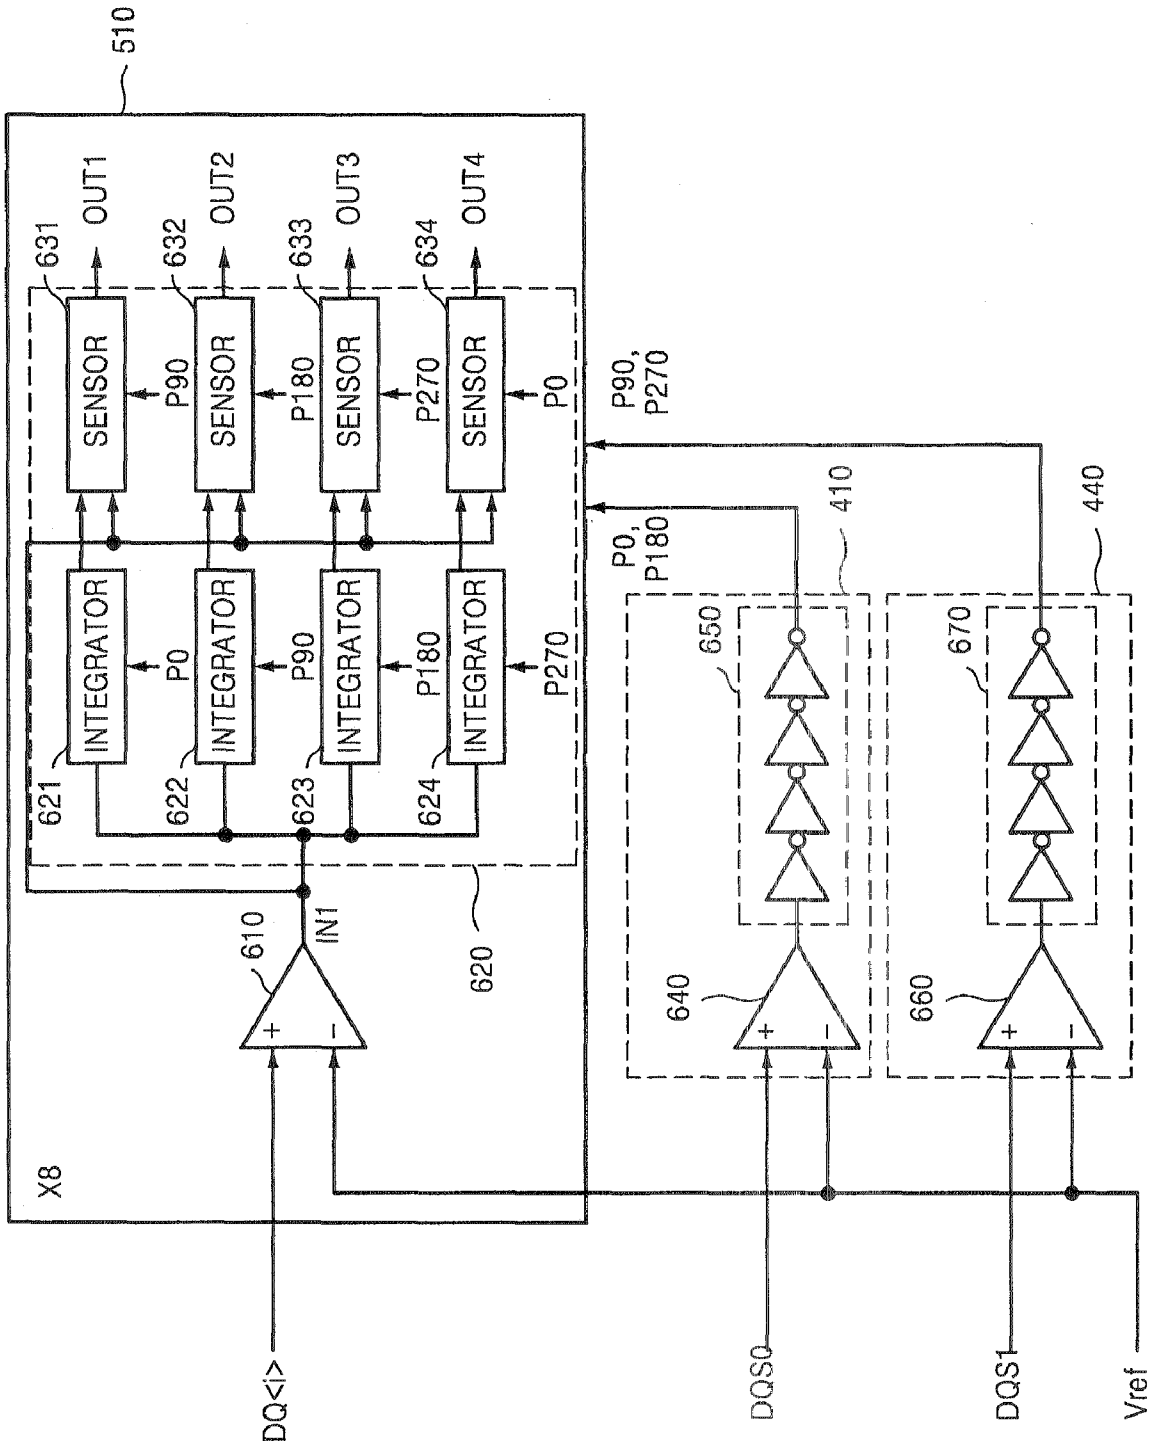 510
X8
631
632
633
634
OUT1
OUT2
OUT3
OUT4
SENSOR
SENSOR
SENSOR
SENSOR
P90
P180
P270
P0
INTEGRATOR
INTEGRATOR
INTEGRATOR
INTEGRATOR
P0
P90
P180
P270
621
622
623
624
620
610
+
-
IN1
DQ<i>
P0,
P180
P90,
P270
410
650
640
+
-
DQS0
440
670
660
+
-
DQS1
Vref